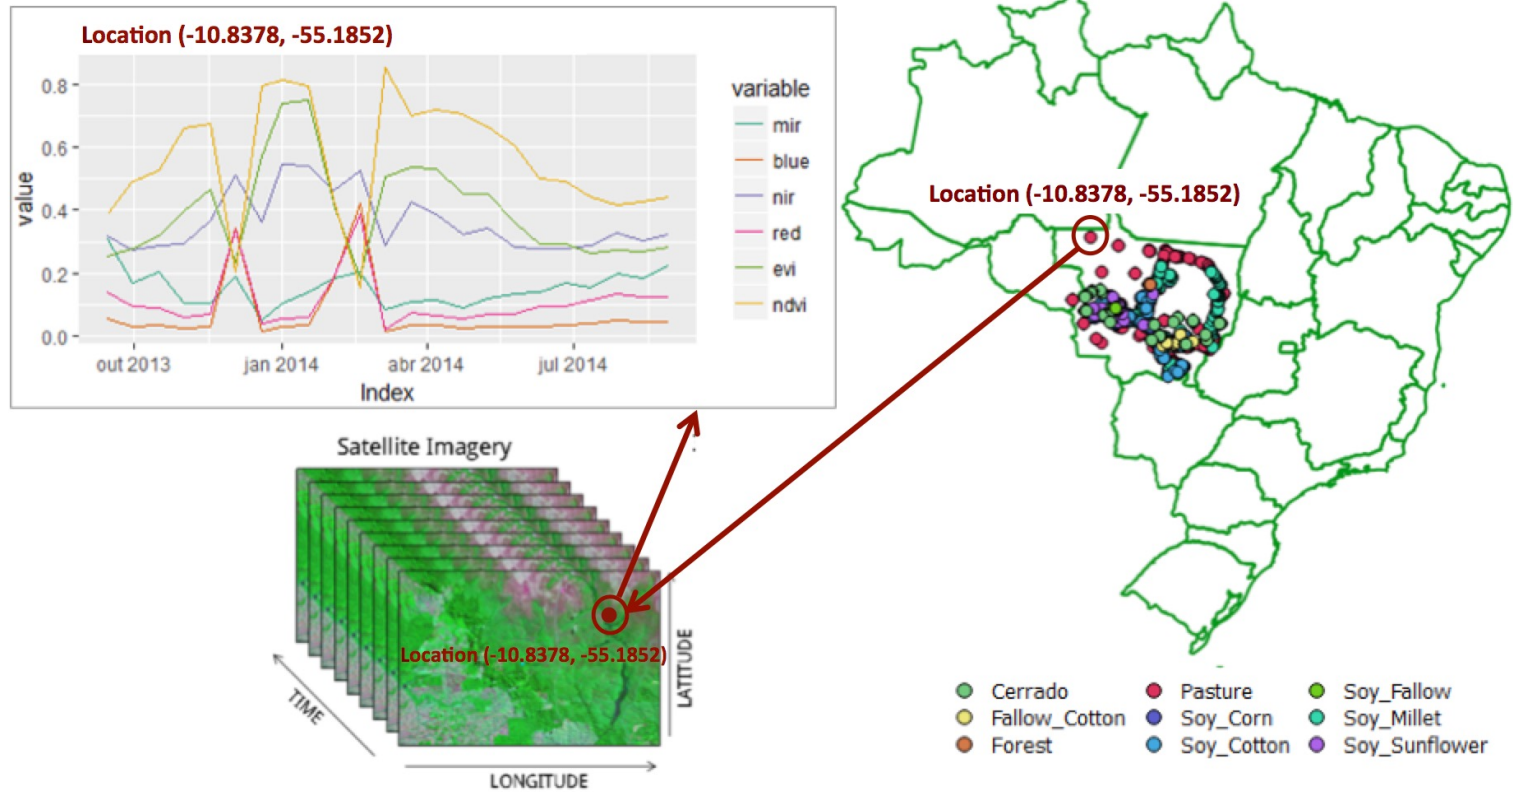 Location (-10.8378, -55.1852)
value
0.8
0.6
0.4
0.2
0.0
out 2013
jan 2014
abr 2014
jul 2014
Index
variable
mir
blue
nir
red
evi
ndvi
Location (-10.8378, -55.1852)
Satellite Imagery
Location (-10.8378, -55.1852)
TIME
LATITUDE
LONGITUDE
Cerrado
Fallow_Cotton
Forest
Pasture
Soy_Corn
Soy_Cotton
Soy_Fallow
Soy_Millet
Soy_Sunflower